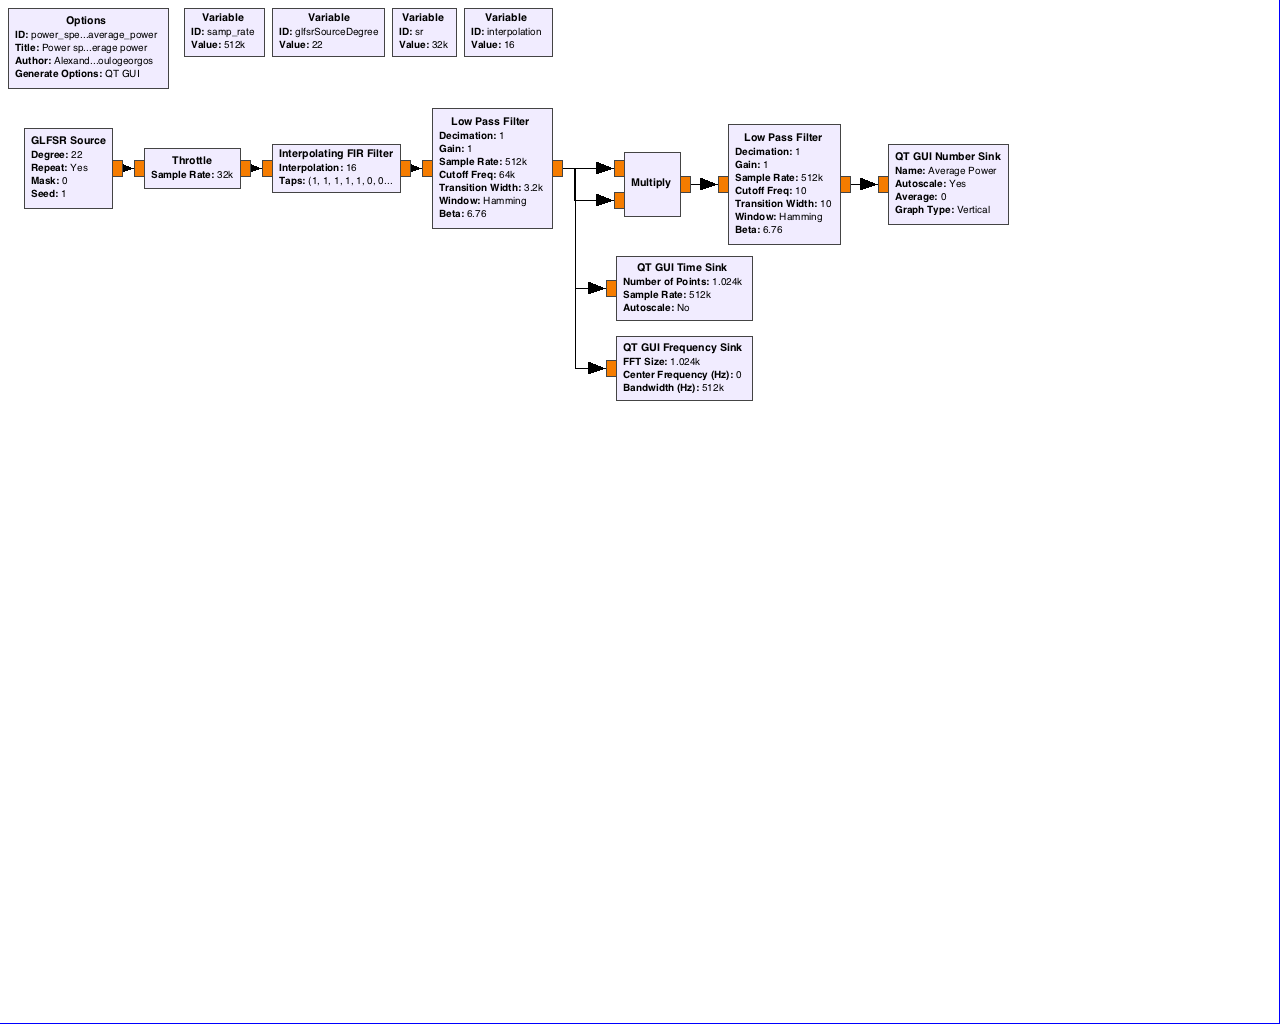 Options
ID: power_spe...average_power
Title: Power sp...erage power
Author: Alexand...oulogeorgos
Generate Options: QT GUI
Variable
ID: samp_rate
Value: 512k
Variable
ID: glfsrSourceDegree
Value: 22
Variable
ID: sr
Value: 32k
Variable
ID: interpolation
Value: 16
GLFSR Source
Degree: 22
Repeat: Yes
Mask: 0
Seed: 1
Throttle
Sample Rate: 32k
Interpolating FIR Filter
Interpolation: 16
Taps: (1, 1, 1, 1, 1, 0, 0...
Low Pass Filter
Decimation: 1
Gain: 1
Sample Rate: 512k
Cutoff Freq: 64k
Transition Width: 3.2k
Window: Hamming
Beta: 6.76
Multiply
Low Pass Filter
Decimation: 1
Gain: 1
Sample Rate: 512k
Cutoff Freq: 10
Transition Width: 10
Window: Hamming
Beta: 6.76
QT GUI Number Sink
Name: Average Power
Autoscale: Yes
Average: 0
Graph Type: Vertical
QT GUI Time Sink
Number of Points: 1.024k
Sample Rate: 512k
Autoscale: No
QT GUI Frequency Sink
FFT Size: 1.024k
Center Frequency (Hz): 0
Bandwidth (Hz): 512k